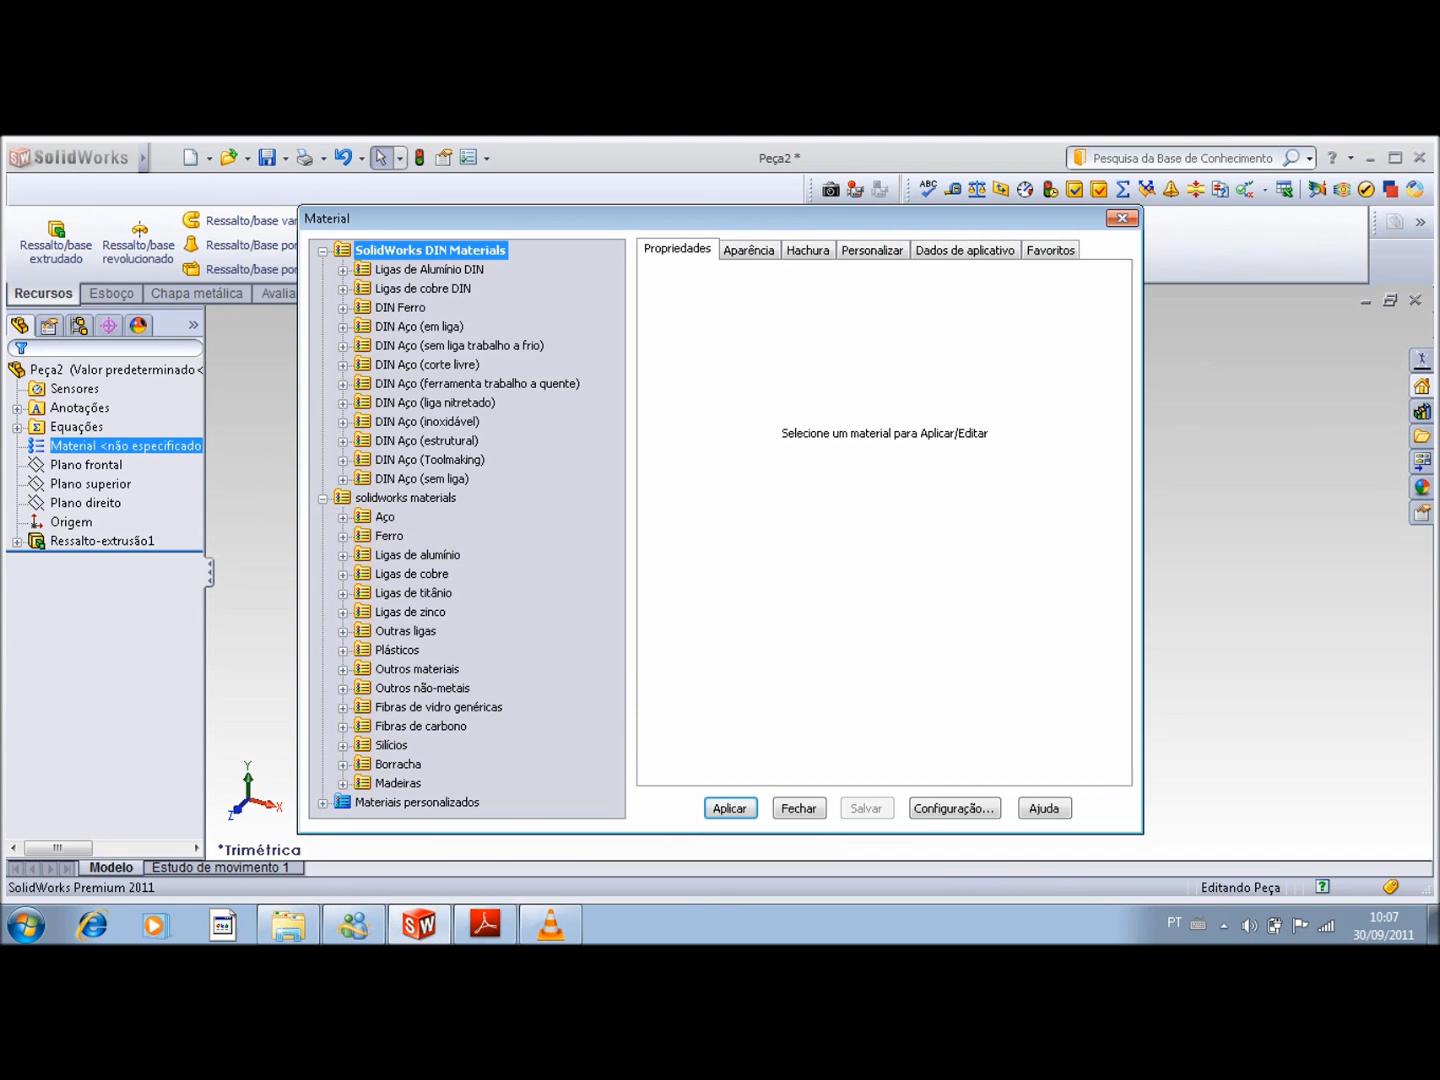 SolidWorks
Peça2 *
Pesquisa da Base de Conhecimento
Ressalto/base extrudado
Ressalto/base revolucionado
Ressalto/base var
Ressalto/base por
Ressalto/base por
Recursos
Esboço
Chapa metálica
Avalia
Peça2 (Valor predeterminado<
Sensores
Anotações
Equações
Material <não especificado
Plano frontal
Plano superior
Plano direito
Origem
Ressalto-extrusão1
Material
SolidWorks DIN Materials
Ligas de Alumínio DIN
Ligas de cobre DIN
DIN Ferro
DIN Aço (em liga)
DIN Aço (sem liga trabalho a frio)
DIN Aço (corte livre)
DIN Aço (ferramenta trabalho a quente)
DIN Aço (liga nitretado)
DIN Aço (inoxidável)
DIN Aço (estrutural)
DIN Aço (Toolmaking)
DIN Aço (sem liga)
solidworks materials
Aço
Ferro
Ligas de alumínio
Ligas de cobre
Ligas de titânio
Ligas de zinco
Outras ligas
Plásticos
Outros materiais
Outros não-metais
Fibras de vidro genéricas
Fibras de carbono
Silícios
Borracha
Madeiras
Materiais personalizados
Propriedades
Aparência
Hachura
Personalizar
Dados de aplicativo
Favoritos
Selecione um material para Aplicar/Editar
Aplicar
Fechar
Salvar
Configuração...
Ajuda
Y
X
Z
*Trimétrica
Modelo
Estudo de movimento 1
SolidWorks Premium 2011
Editando Peça
PT
10:07
30/09/2011